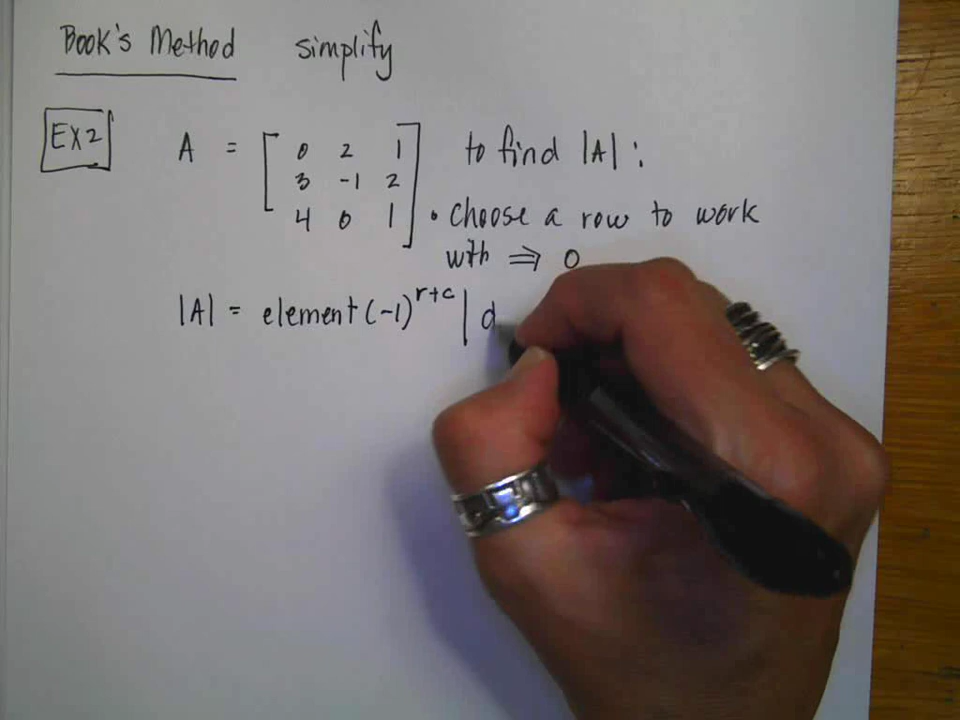 Book's Method simplify
EX2 A = [ 0 2 1 to find |A| :
3 -1 2
4 0 1 ] • Choose a row to work
with ⇒ 0
|A| = element (-1)^r+c | d